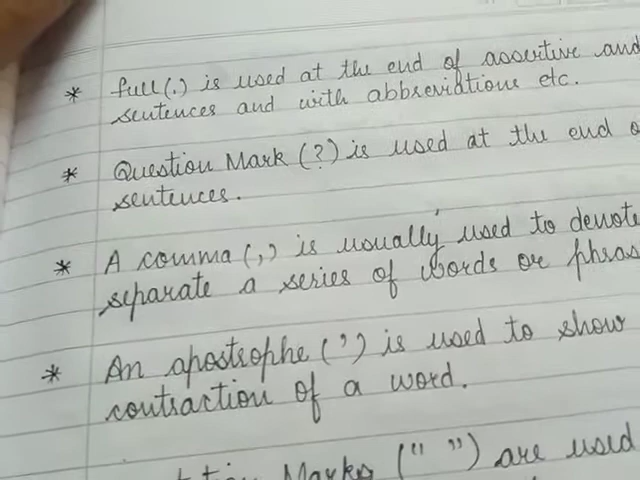 * full(.) is used at the end of assertive and
sentences and with abbreviations etc.
* Question Mark (?) is used at the end o
sentences.
* A comma (,) is usually used to denote
separate a series of words or phras
* An apostrophe (') is used to show
contraction of a word.
Marks (" ") are used